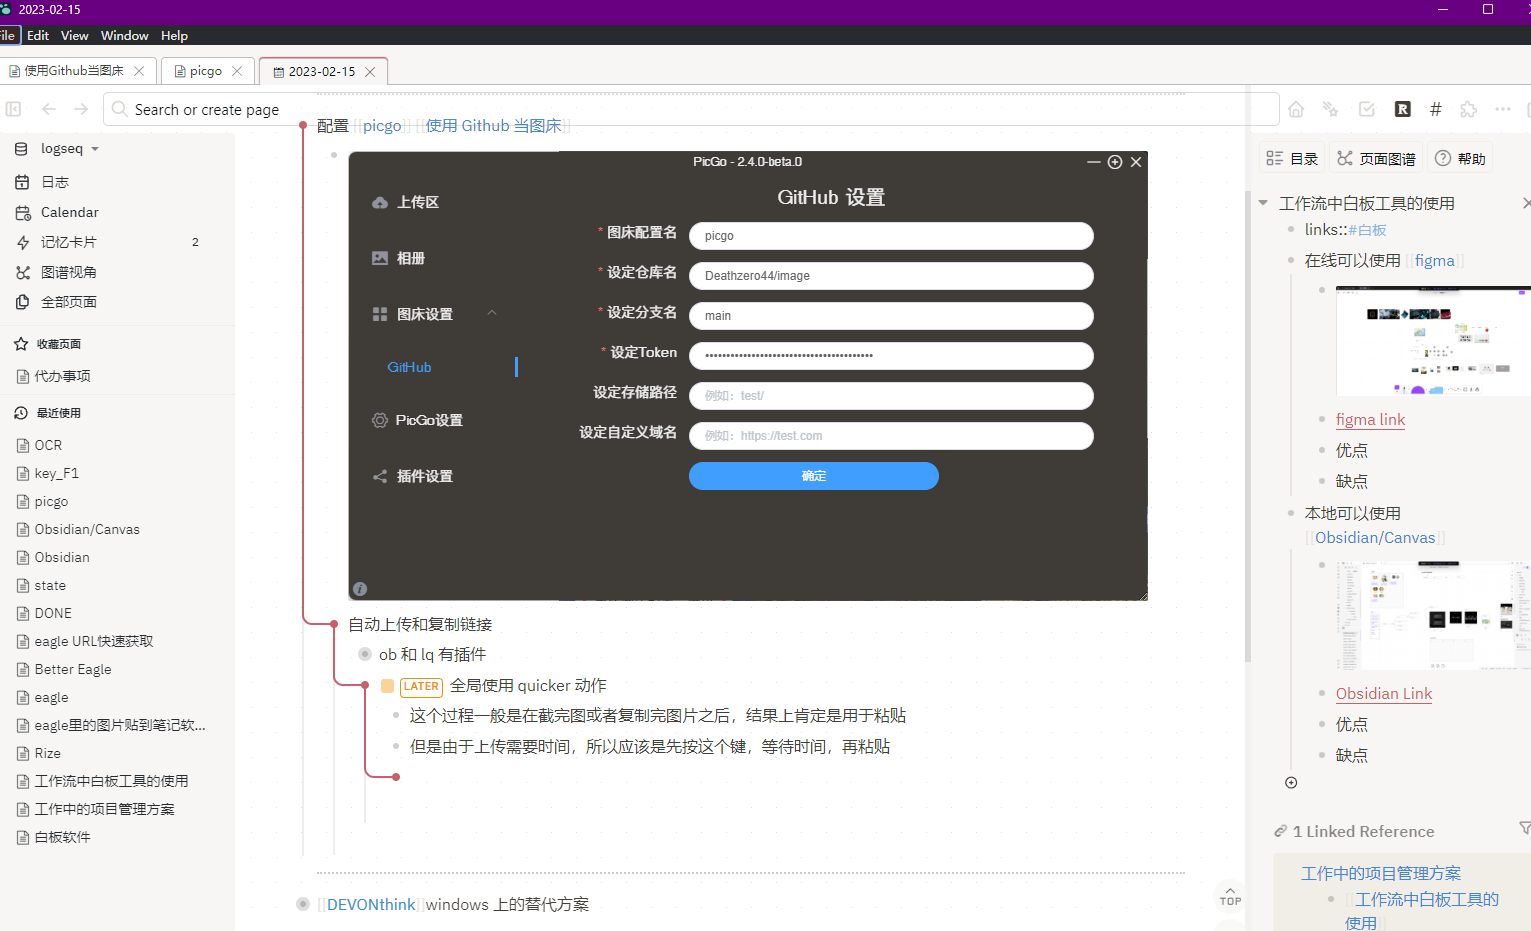 2023-02-15
File Edit View Window Help
使用Github当图床
picgo
2023-02-15
Search or create page
logseq
日志
Calendar
记忆卡片 2
图谱视角
全部页面
收藏页面
代办事项
最近使用
OCR
key_F1
picgo
Obsidian/Canvas
Obsidian
state
DONE
eagle URL快速获取
Better Eagle
eagle
eagle里的图片贴到笔记软...
Rize
工作流中白板工具的使用
工作中的项目管理方案
白板软件
配置 [[picgo]] [[使用 Github 当图床]]
PicGo - 2.4.0-beta.0
上传区
相册
图床设置
GitHub
PicGo设置
插件设置
GitHub 设置
* 图床配置名 picgo
* 设定仓库名 Deathzero44/image
* 设定分支名 main
* 设定Token
设定存储路径 例如：test/
设定自定义域名 例如：https://test.com
确定
自动上传和复制链接
ob 和 lq 有插件
LATER 全局使用 quicker 动作
这个过程一般是在截完图或者复制完图片之后，结果上肯定是用于粘贴
但是由于上传需要时间，所以应该是先按这个键，等待时间，再粘贴
[[DEVONthink]]windows 上的替代方案
TOP
R #
目录 页面图谱 帮助
工作流中白板工具的使用
links::#白板
在线可以使用 [[figma]]
figma link
优点
缺点
本地可以使用
[[Obsidian/Canvas]]
Obsidian Link
优点
缺点
1 Linked Reference
工作中的项目管理方案
[[工作流中白板工具的
使用]]